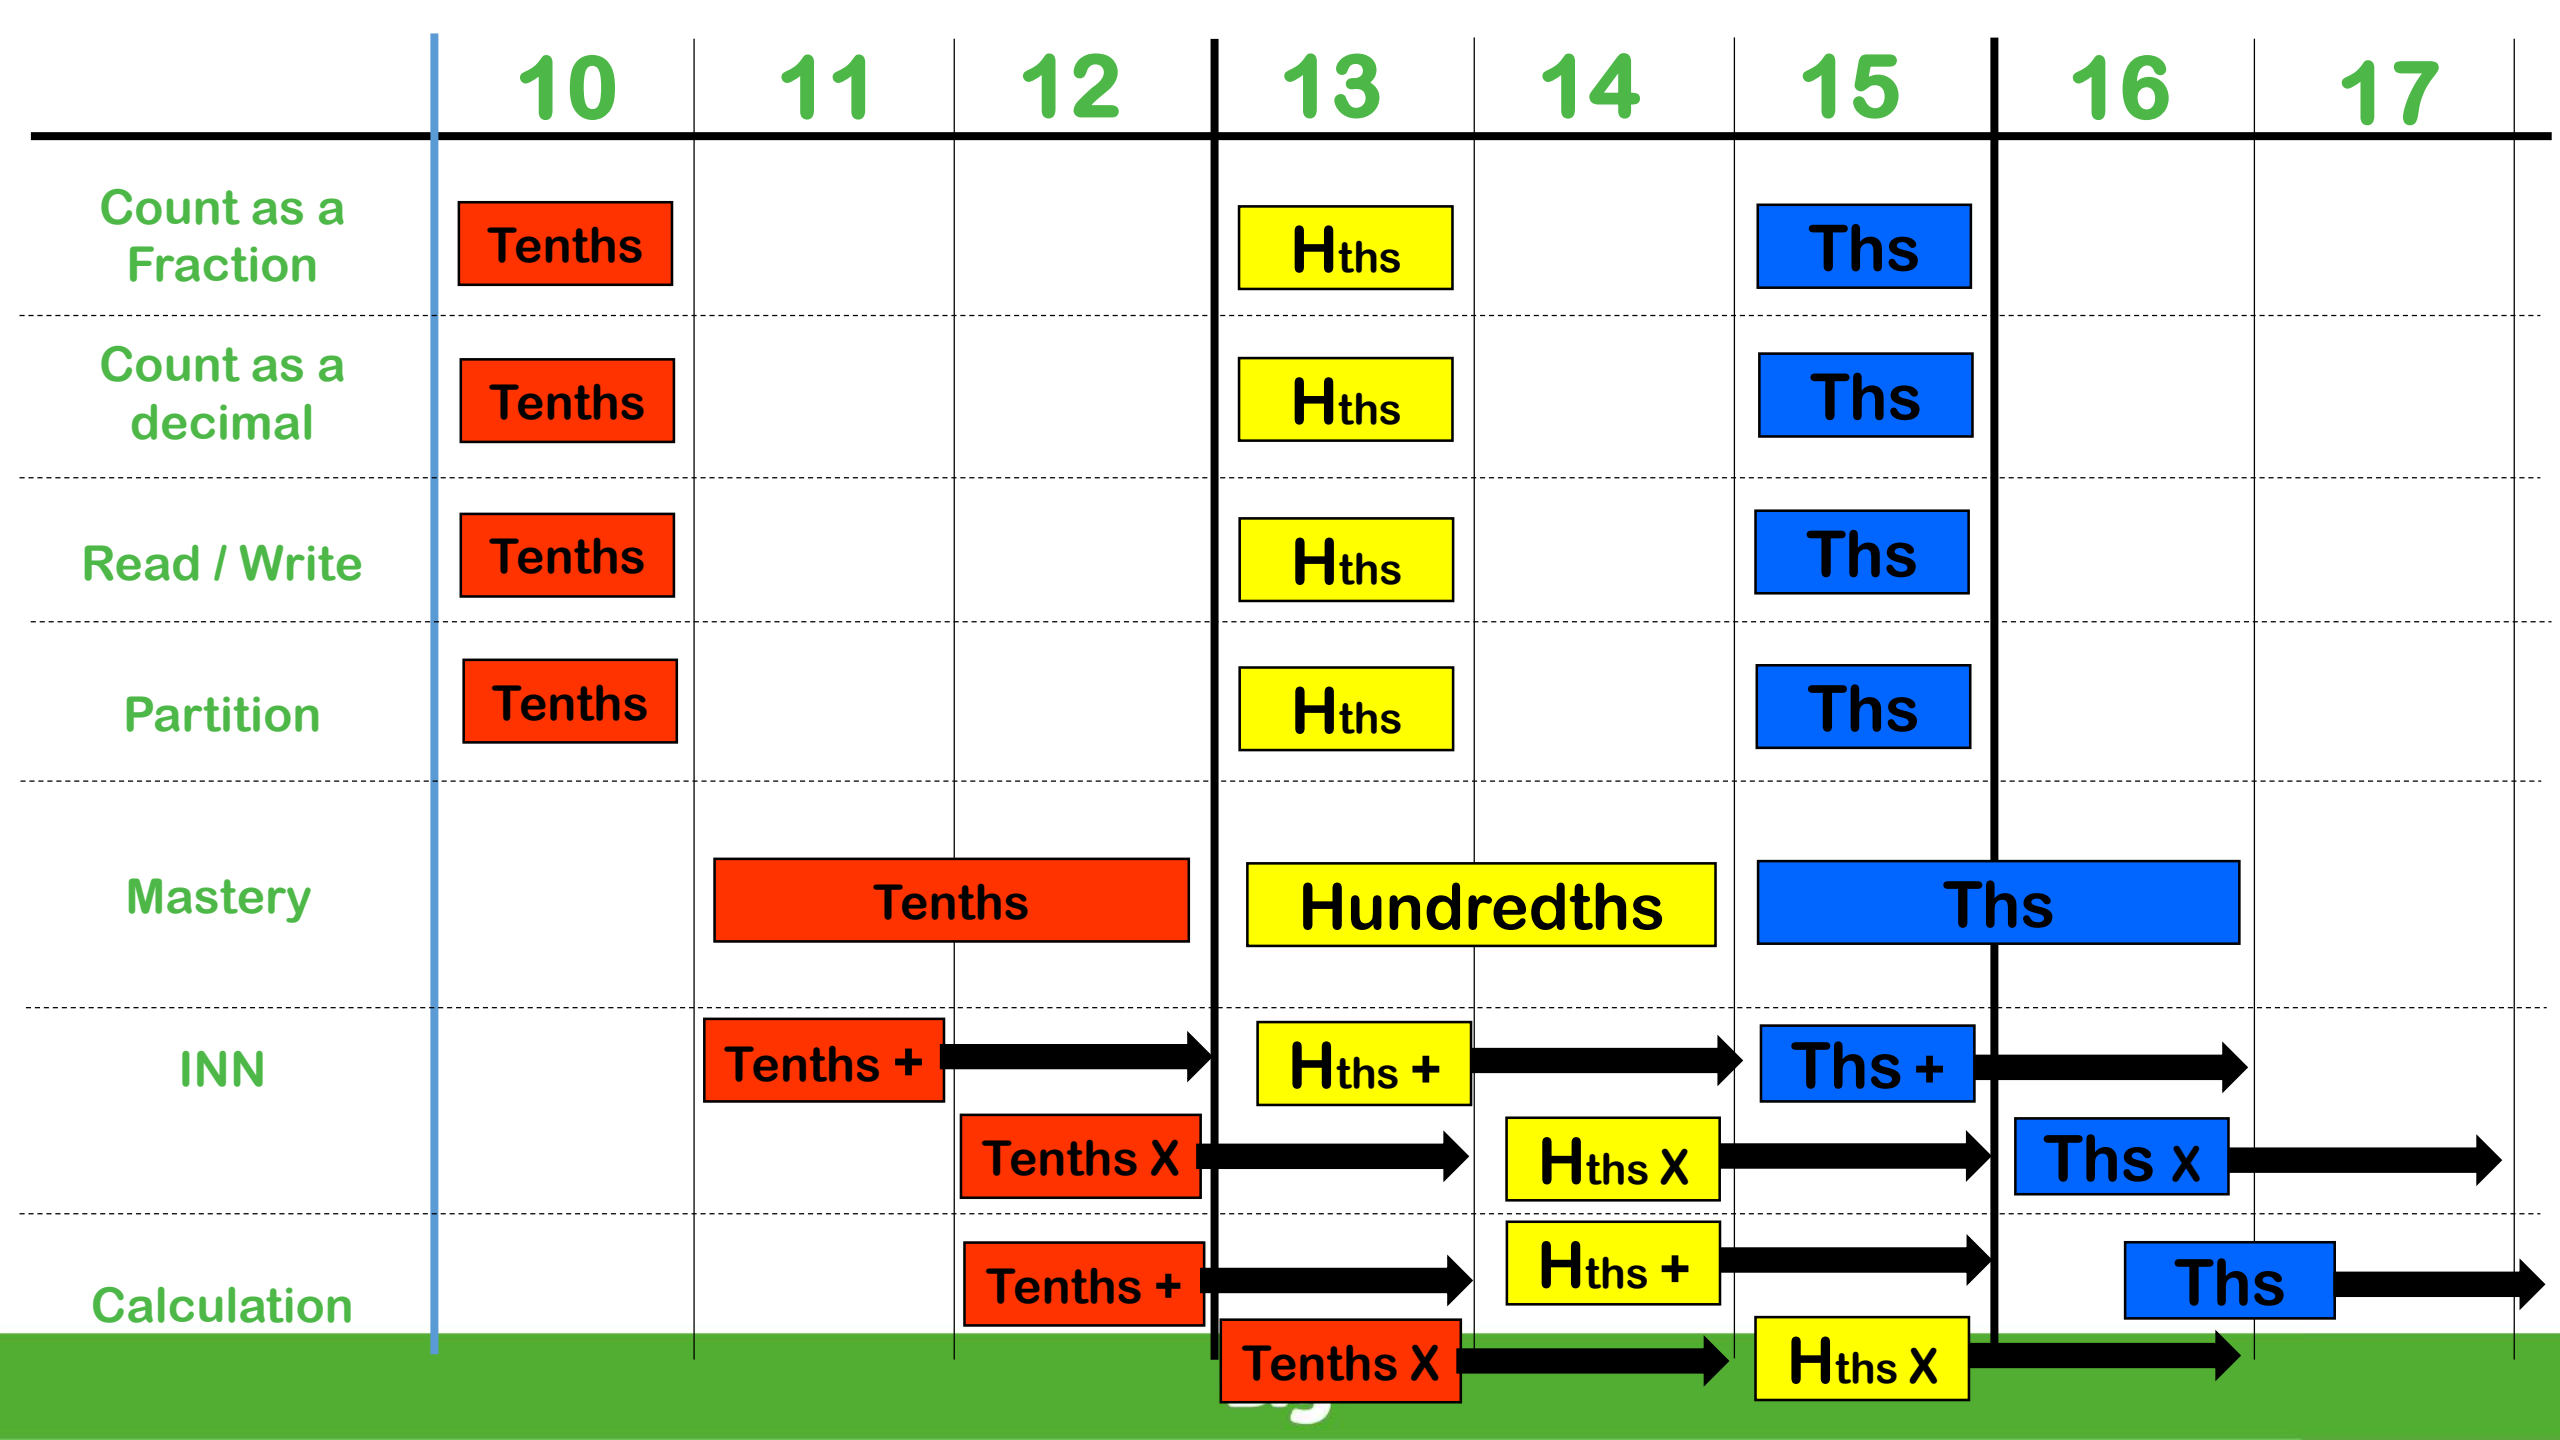 10 11 12 13 14 15 16 17
Count as a
Fraction
Tenths Hths Ths
Count as a
decimal
Tenths Hths Ths
Read / Write
Tenths Hths Ths
Partition
Tenths Hths Ths
Mastery
Tenths Hundredths Ths
INN
Tenths + Hths + Ths +
Tenths X Hths X Ths X
Calculation
Tenths + Hths + Ths
Tenths X Hths X